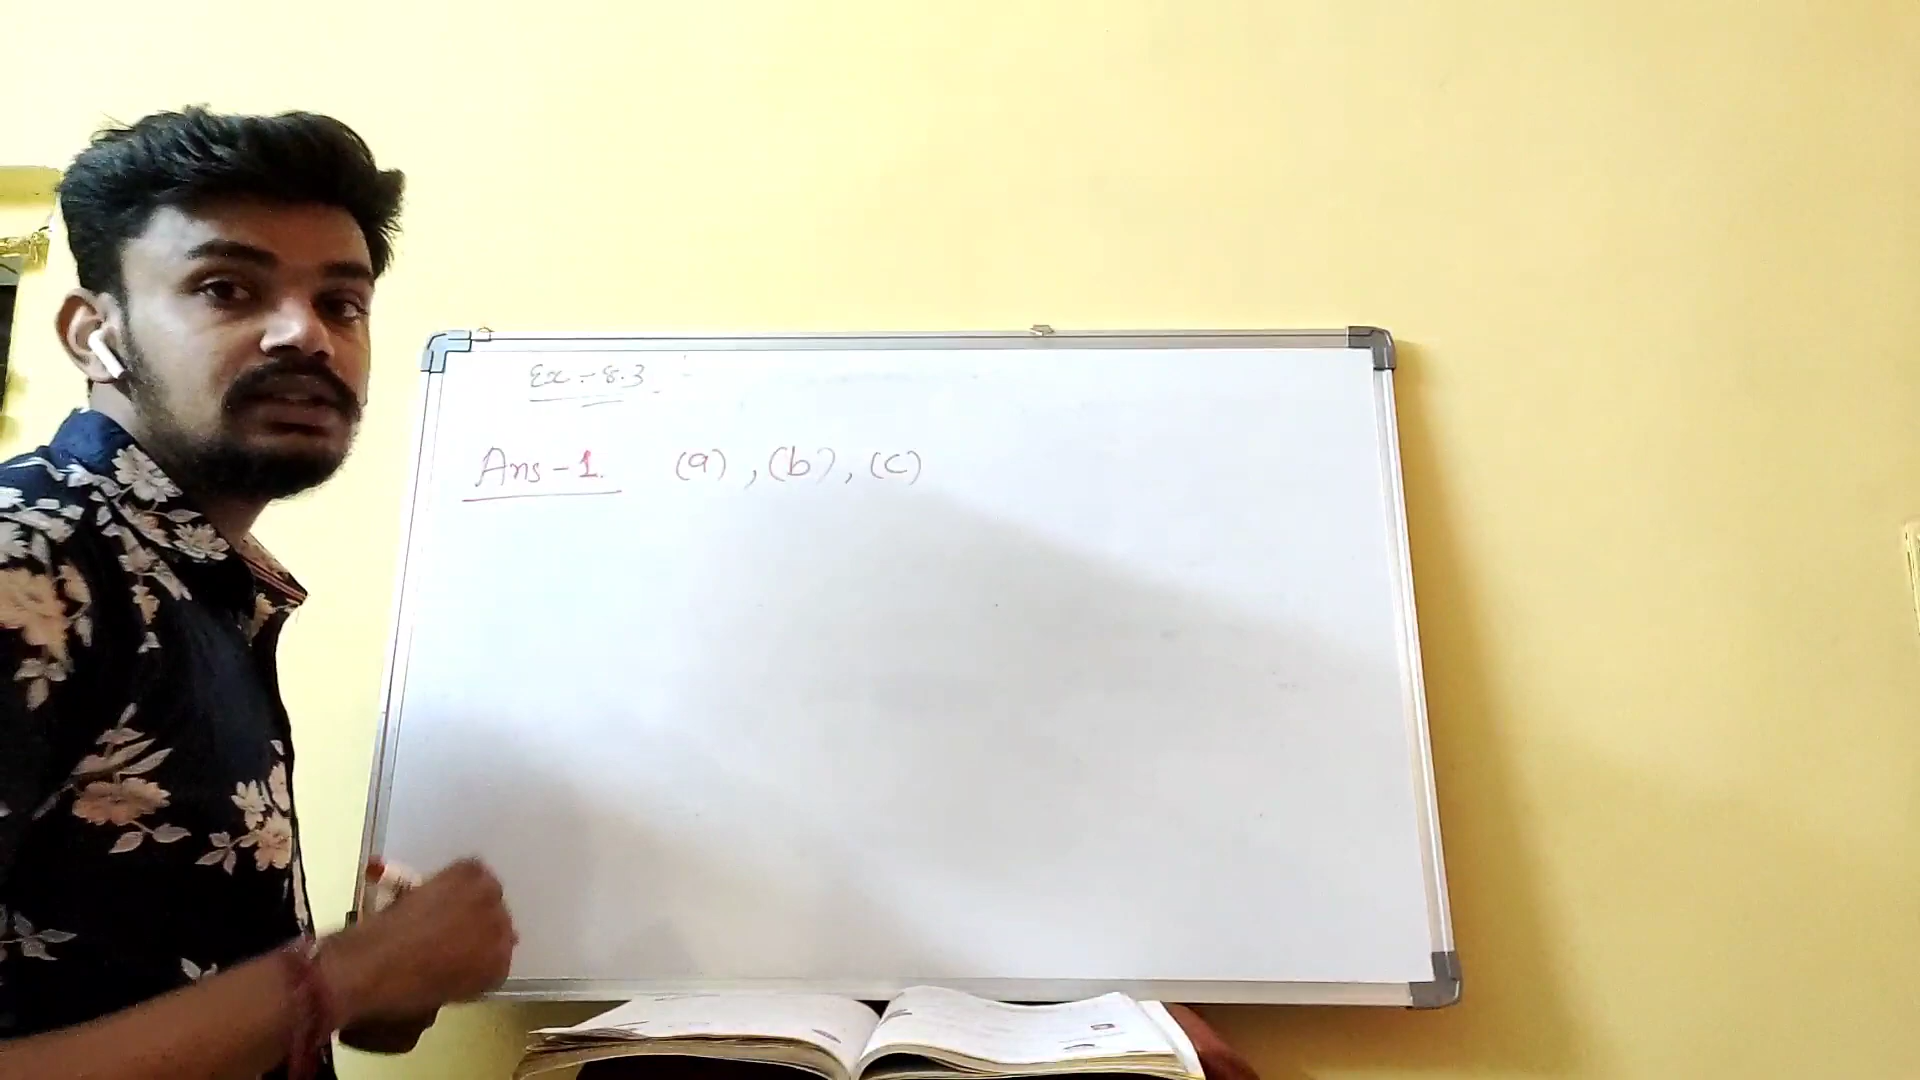 Ex :- 8.3
Ans - 1. (a), (b), (c)